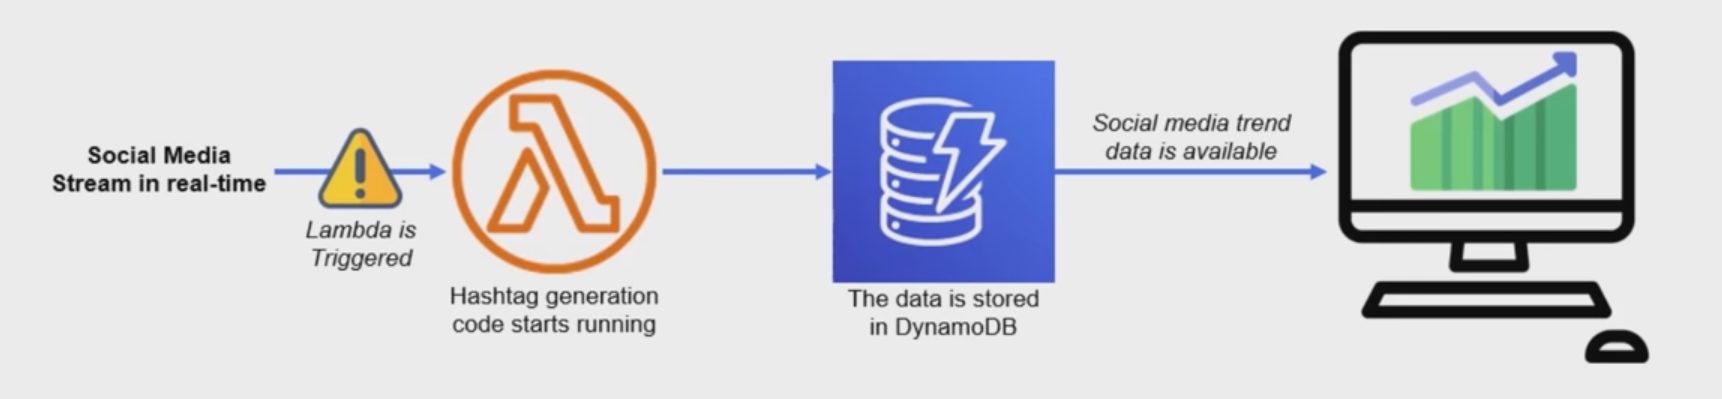 Social Media
Stream in real-time
Lambda is
Triggered
Hashtag generation
code starts running
The data is stored
in DynamoDB
Social media trend
data is available